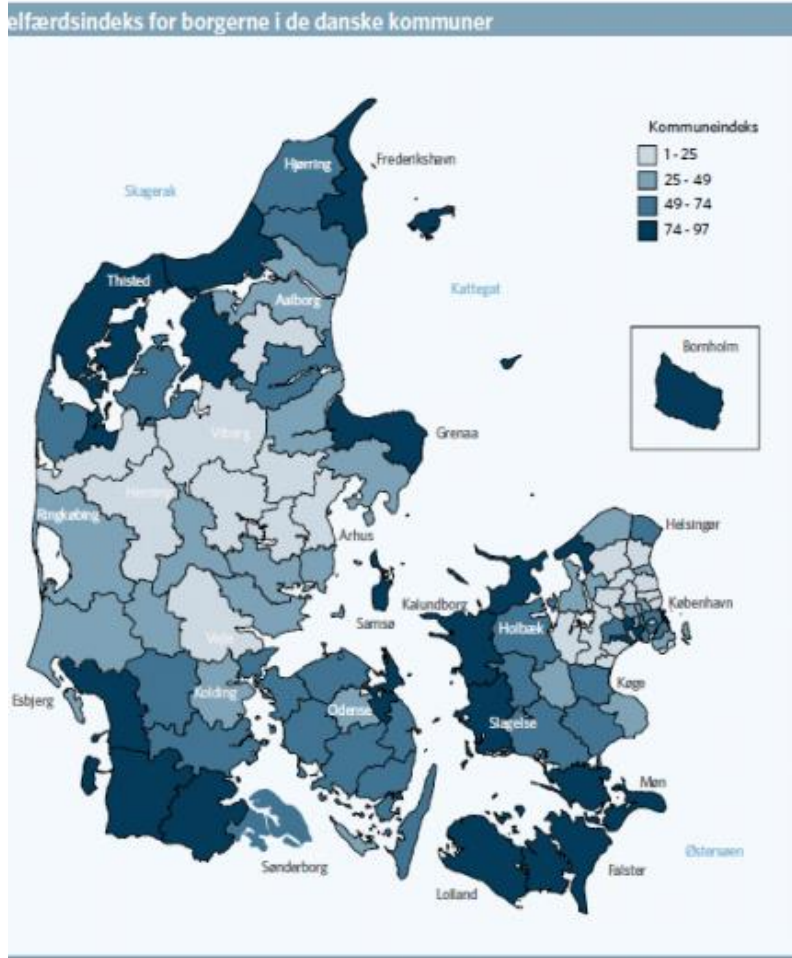 elfærdsindeks for borgerne i de danske kommuner
Kommuneindeks
1 - 25
25 - 49
49 - 74
74 - 97
Hjørring
Frederikshavn
Skagerak
Thisted
Kattegat
Aalborg
Bornholm
Viborg
Grenaa
Herning
Ringkøbing
Århus
Helsingør
København
Kalundborg
Holbæk
Samsø
Vejle
Køge
Esbjerg
Kolding
Odense
Slagelse
Møn
Østersøen
Sønderborg
Falster
Lolland